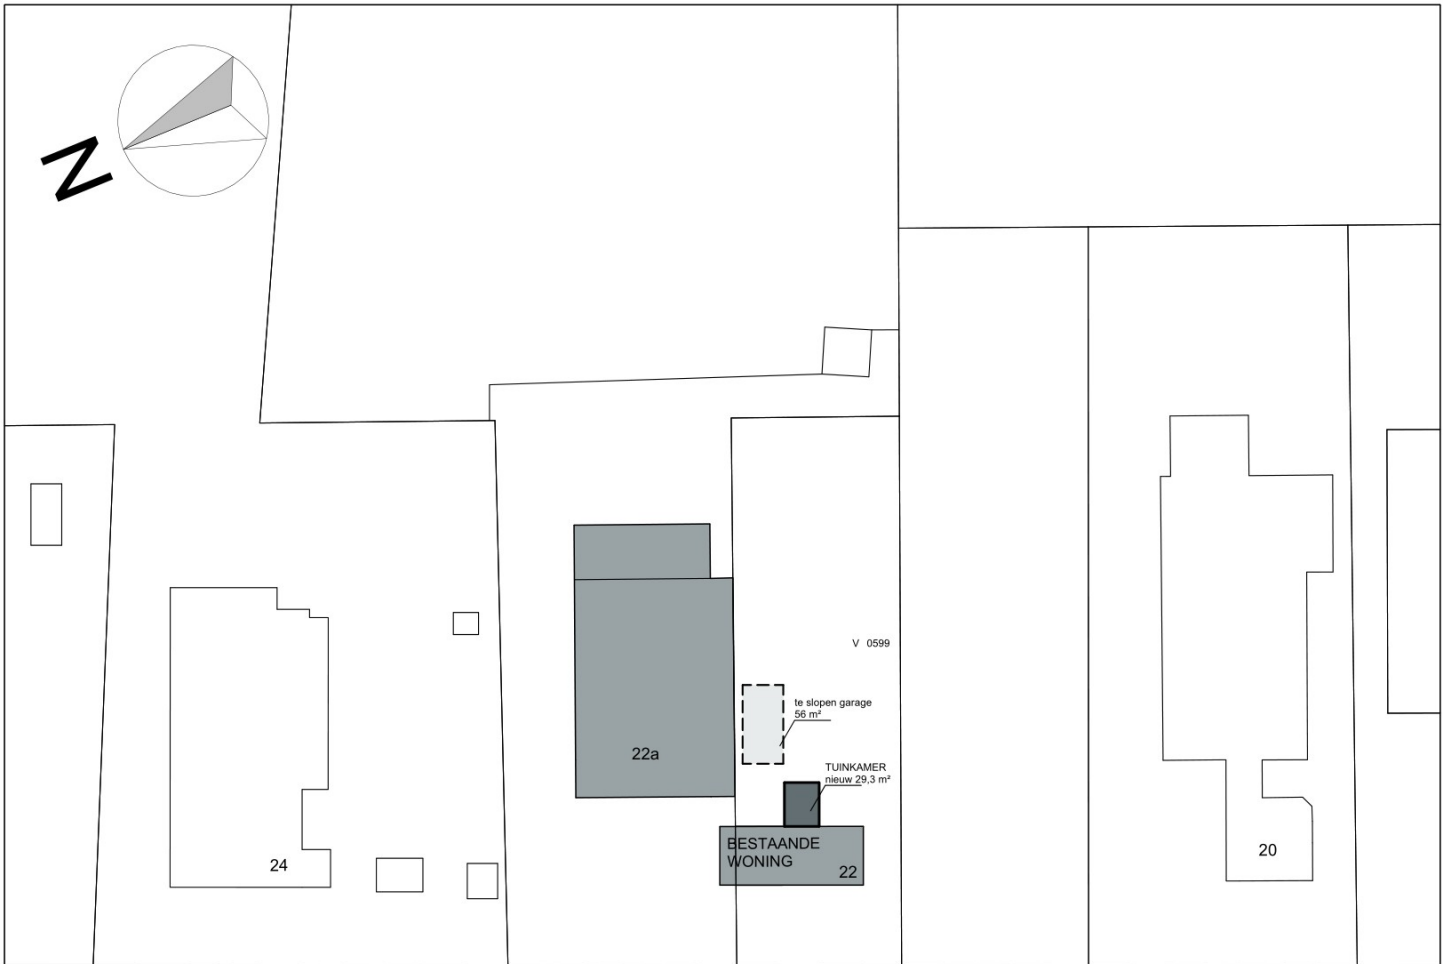 N
V 0599
te slopen garage
56 m²
22a
TUINKAMER
nieuw 29,3 m²
BESTAANDE
WONING
22
24
20